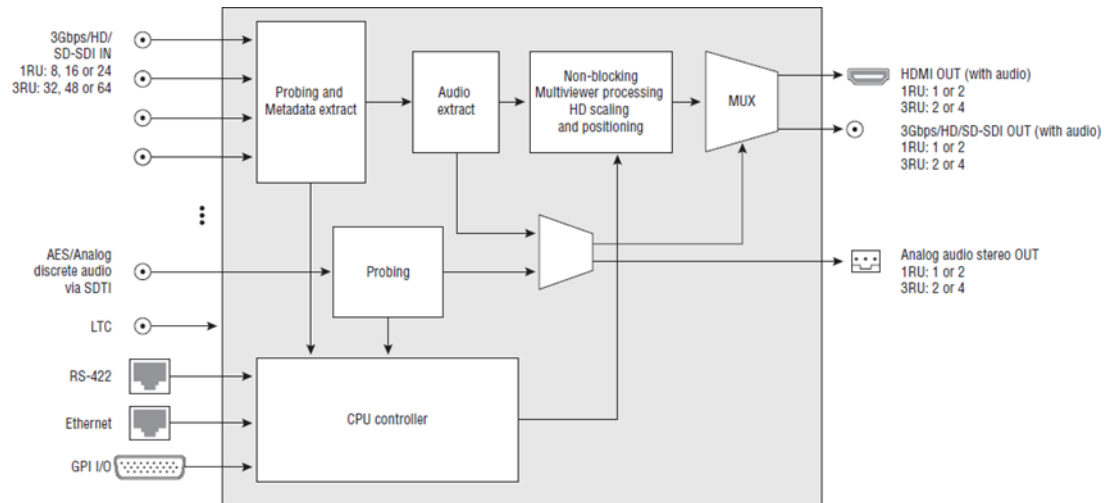 3Gbps/HD/
SD-SDI IN
1RU: 8, 16 or 24
3RU: 32, 48 or 64
Probing and
Metadata extract
Audio
extract
Non-blocking
Multiviewer processing
HD scaling
and positioning
MUX
HDMI OUT (with audio)
1RU: 1 or 2
3RU: 2 or 4
3Gbps/HD/SD-SDI OUT (with audio)
1RU: 1 or 2
3RU: 2 or 4
AES/Analog
discrete audio
via SDTI
Probing
Analog audio stereo OUT
1RU: 1 or 2
3RU: 2 or 4
LTC
RS-422
Ethernet
GPI I/O
CPU controller